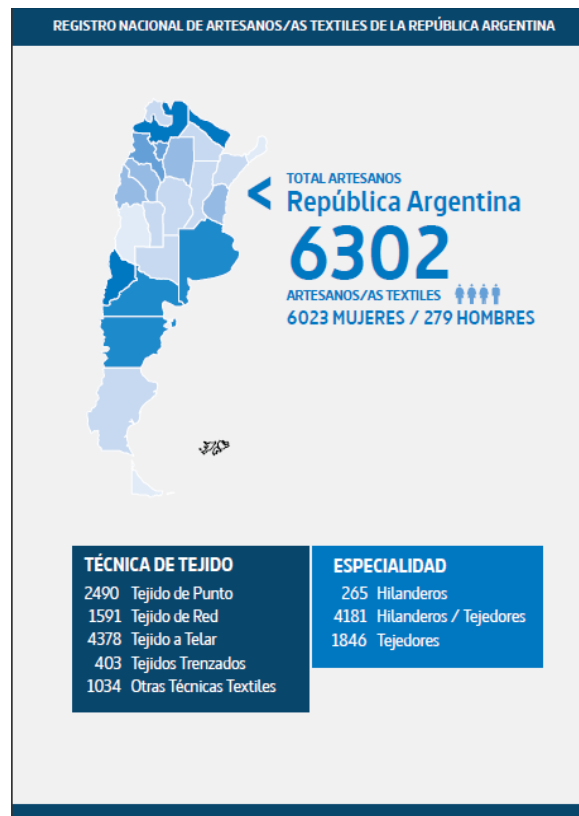 REGISTRO NACIONAL DE ARTESANOS/AS TEXTILES DE LA REPÚBLICA ARGENTINA
<
TOTAL ARTESANOS
República Argentina
6302
ARTESANOS/AS TEXTILES
6023 MUJERES / 279 HOMBRES
TÉCNICA DE TEJIDO
2490 Tejido de Punto
1591 Tejido de Red
4378 Tejido a Telar
403 Tejidos Trenzados
1034 Otras Técnicas Textiles
ESPECIALIDAD
265 Hilanderos
4181 Hilanderos / Tejedores
1846 Tejedores